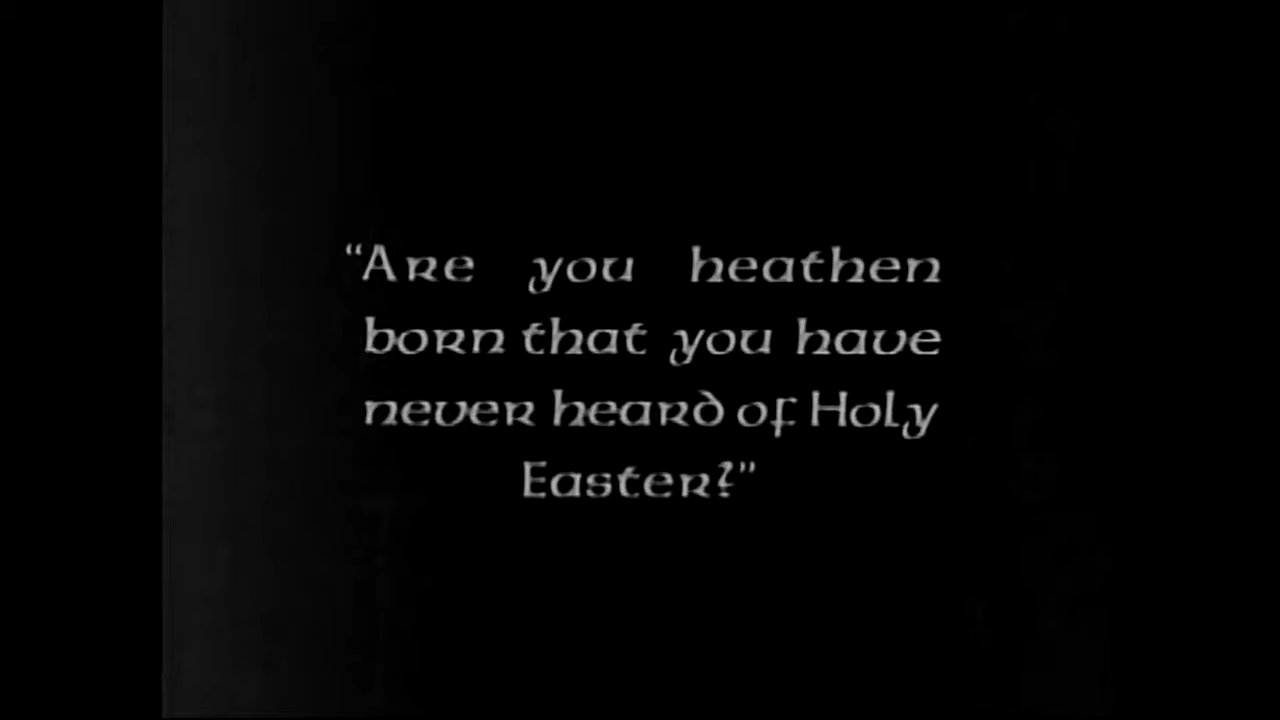 “Are you heathen
born that you have
never heard of Holy
Easter?”